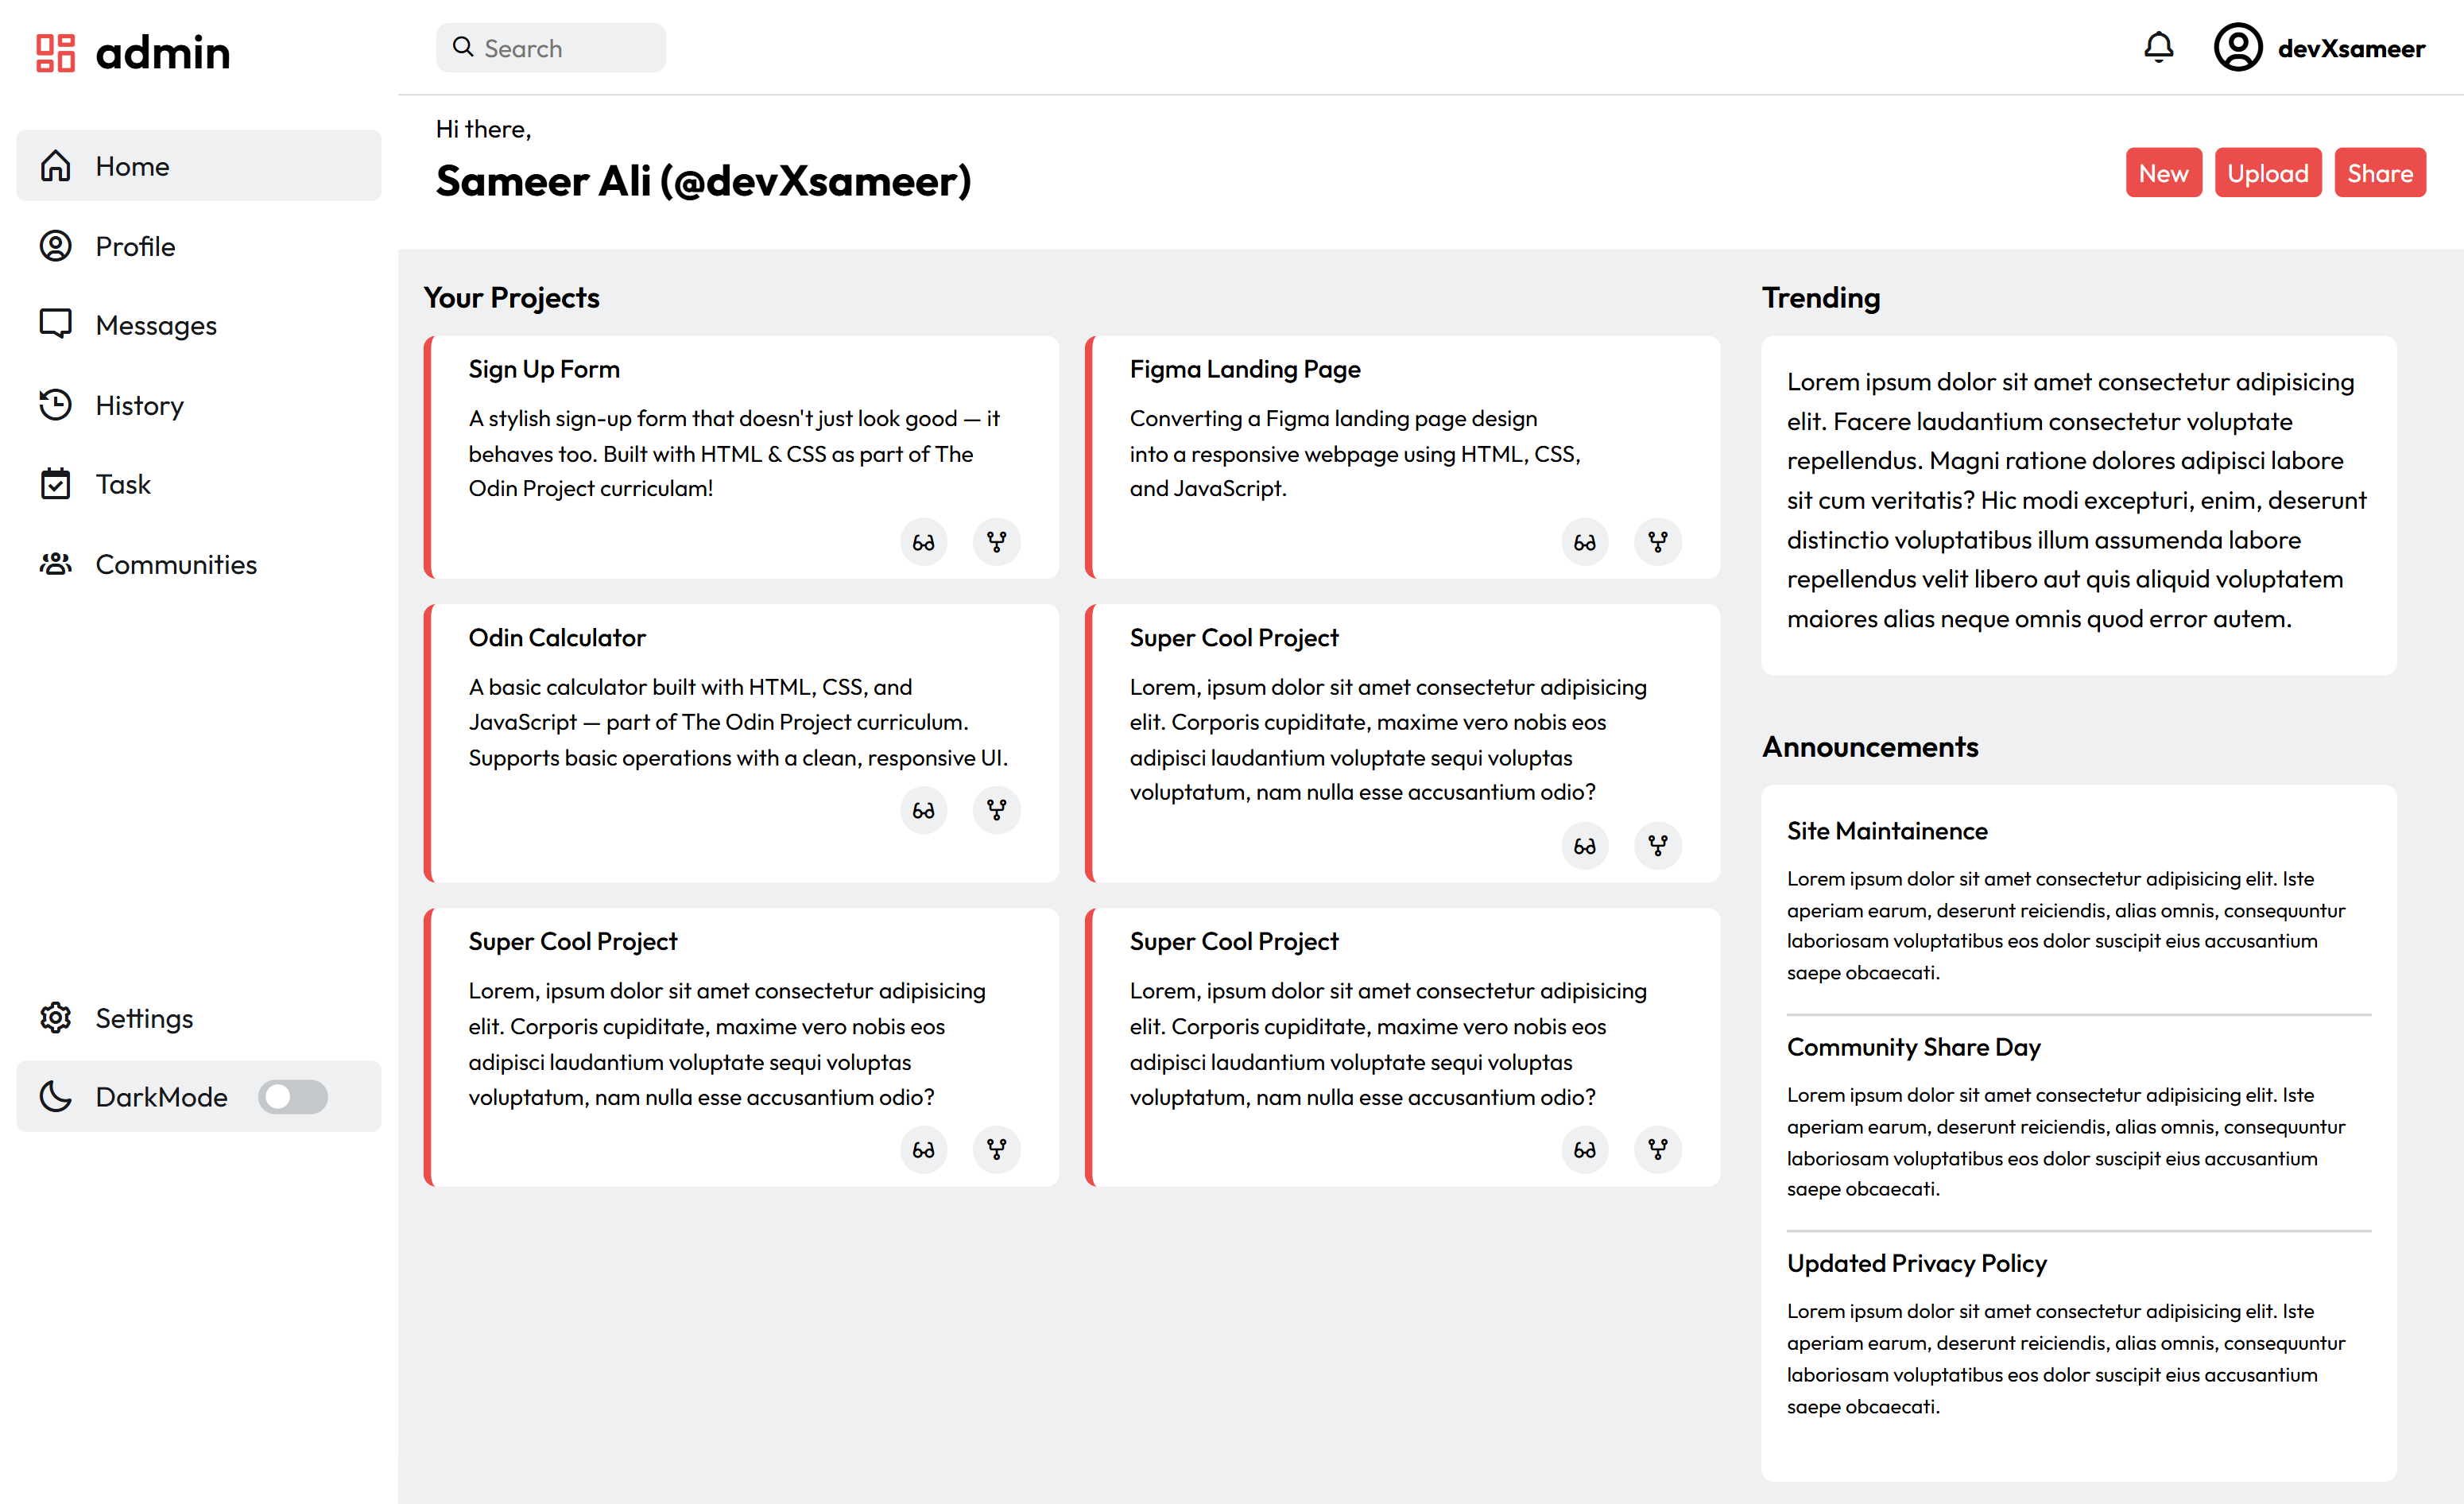 admin
Home
Profile
Messages
History
Task
Communities
Settings
DarkMode
Search
devXsameer
Hi there,
Sameer Ali (@devXsameer)
New
Upload
Share
Your Projects
Sign Up Form
A stylish sign-up form that doesn't just look good — it
behaves too. Built with HTML & CSS as part of The
Odin Project curriculam!
Figma Landing Page
Converting a Figma landing page design
into a responsive webpage using HTML, CSS,
and JavaScript.
Odin Calculator
A basic calculator built with HTML, CSS, and
JavaScript — part of The Odin Project curriculum.
Supports basic operations with a clean, responsive UI.
Super Cool Project
Lorem, ipsum dolor sit amet consectetur adipisicing
elit. Corporis cupiditate, maxime vero nobis eos
adipisci laudantium voluptate sequi voluptas
voluptatum, nam nulla esse accusantium odio?
Super Cool Project
Lorem, ipsum dolor sit amet consectetur adipisicing
elit. Corporis cupiditate, maxime vero nobis eos
adipisci laudantium voluptate sequi voluptas
voluptatum, nam nulla esse accusantium odio?
Super Cool Project
Lorem, ipsum dolor sit amet consectetur adipisicing
elit. Corporis cupiditate, maxime vero nobis eos
adipisci laudantium voluptate sequi voluptas
voluptatum, nam nulla esse accusantium odio?
Trending
Lorem ipsum dolor sit amet consectetur adipisicing
elit. Facere laudantium consectetur voluptate
repellendus. Magni ratione dolores adipisci labore
sit cum veritatis? Hic modi excepturi, enim, deserunt
distinctio voluptatibus illum assumenda labore
repellendus velit libero aut quis aliquid voluptatem
maiores alias neque omnis quod error autem.
Announcements
Site Maintainence
Lorem ipsum dolor sit amet consectetur adipisicing elit. Iste
aperiam earum, deserunt reiciendis, alias omnis, consequuntur
laboriosam voluptatibus eos dolor suscipit eius accusantium
saepe obcaecati.
Community Share Day
Lorem ipsum dolor sit amet consectetur adipisicing elit. Iste
aperiam earum, deserunt reiciendis, alias omnis, consequuntur
laboriosam voluptatibus eos dolor suscipit eius accusantium
saepe obcaecati.
Updated Privacy Policy
Lorem ipsum dolor sit amet consectetur adipisicing elit. Iste
aperiam earum, deserunt reiciendis, alias omnis, consequuntur
laboriosam voluptatibus eos dolor suscipit eius accusantium
saepe obcaecati.